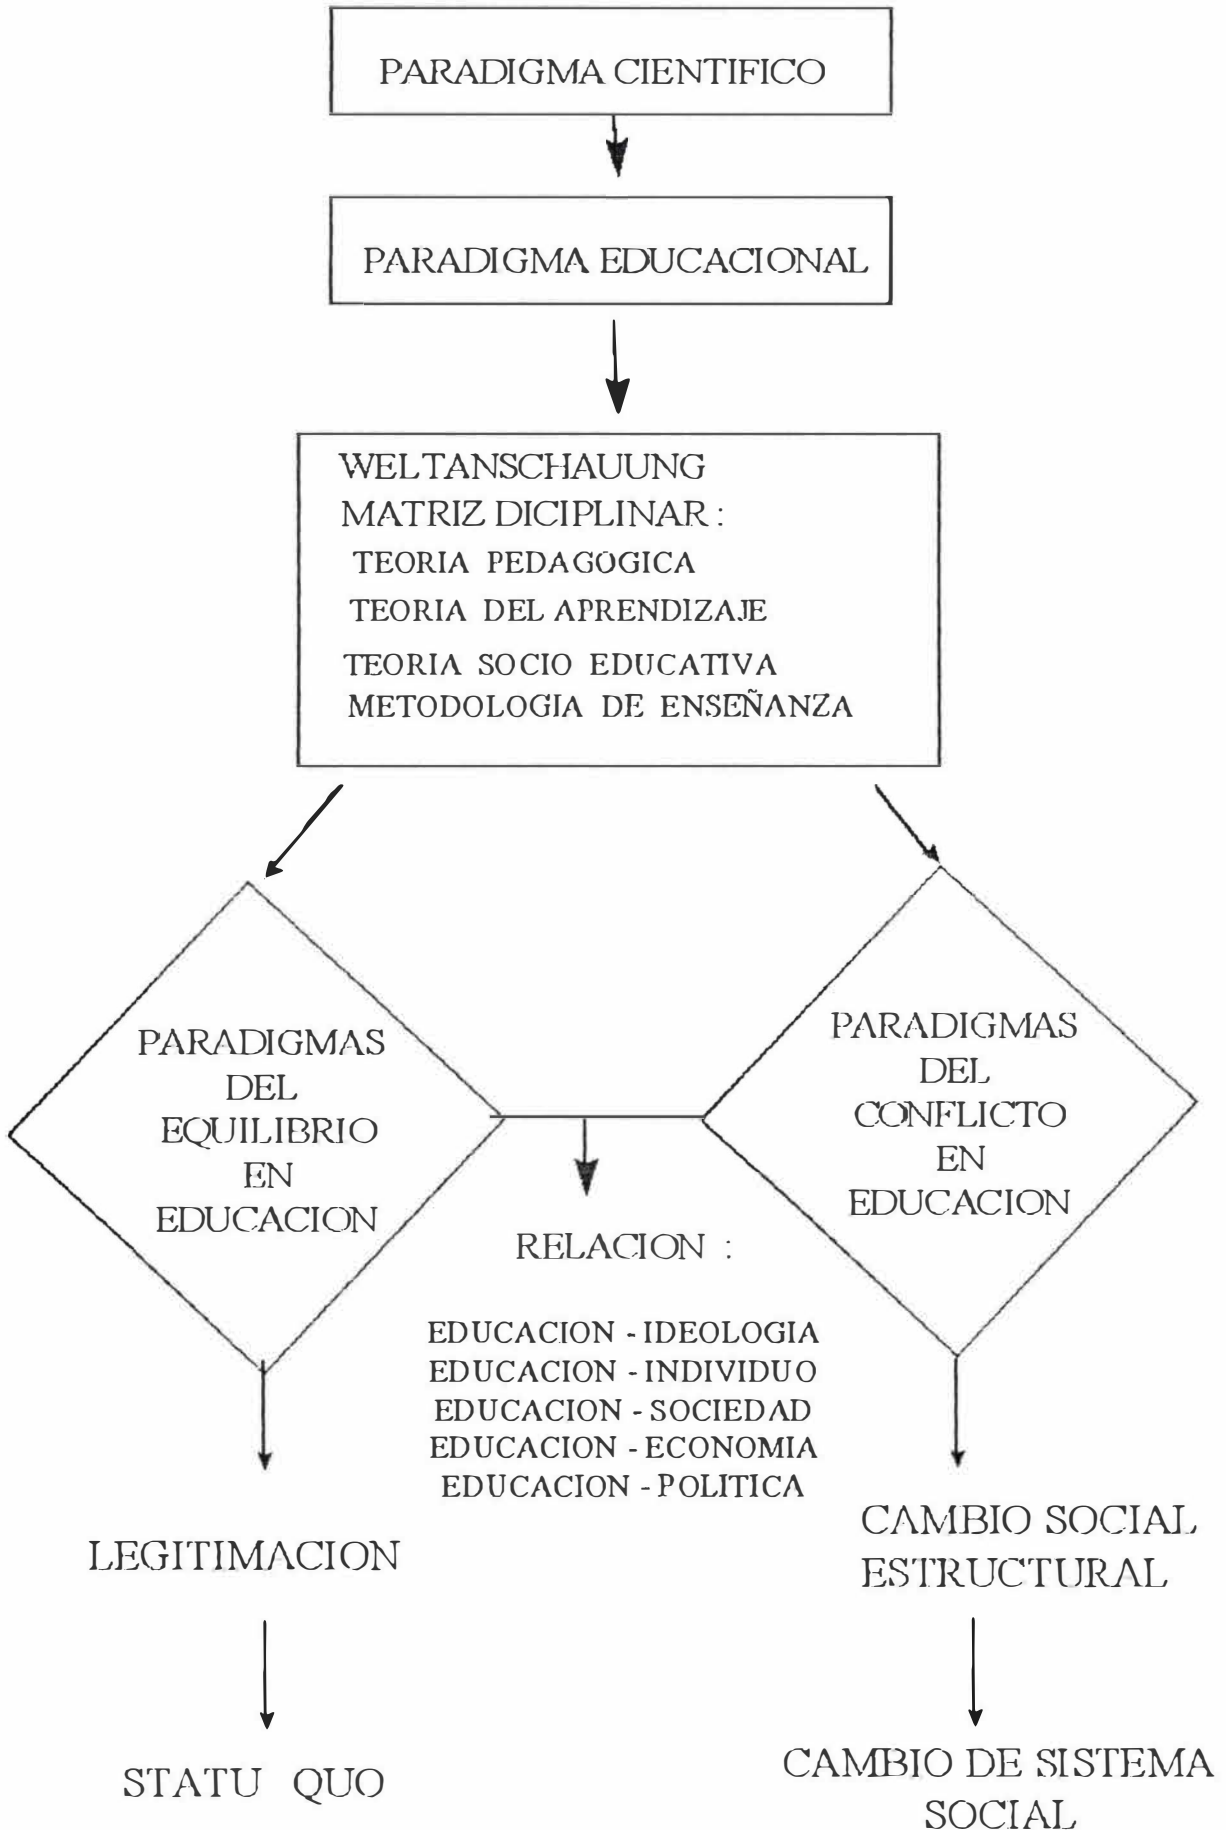 PARADIGMA CIENTIFICO
PARADIGMA EDUCACIONAL
WELTANSCHAUUNG
MATRIZ DICIPLINAR :
TEORIA PEDAGOGICA
TEORIA DEL APRENDIZAJE
TEORIA SOCIO EDUCATIVA
METODOLOGIA DE ENSEÑANZA
PARADIGMAS
DEL
EQUILIBRIO
EN
EDUCACION
PARADIGMAS
DEL
CONFLICTO
EN
EDUCACION
RELACION :
EDUCACION - IDEOLOGIA
EDUCACION - INDIVIDUO
EDUCACION - SOCIEDAD
EDUCACION - ECONOMIA
EDUCACION - POLITICA
LEGITIMACION
CAMBIO SOCIAL
ESTRUCTURAL
STATU QUO
CAMBIO DE SISTEMA
SOCIAL